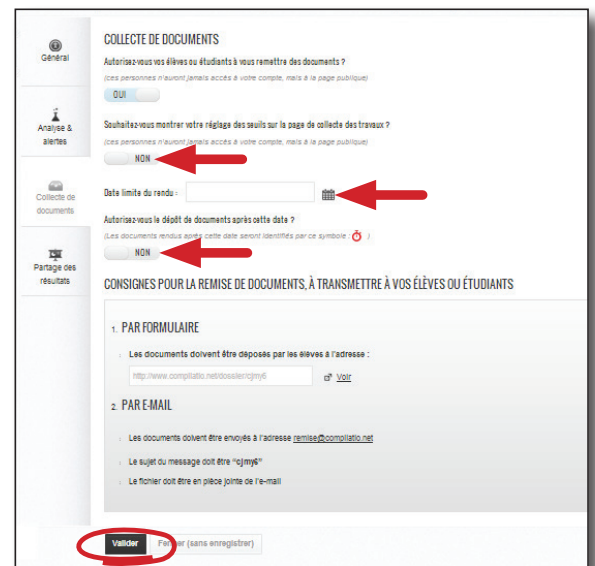 Général
Analyse &
alertes
Collecte de
documents
Partage des
résultats
COLLECTE DE DOCUMENTS
Autorisez-vous vos élèves ou étudiants à vous remettre des documents ?
(ces personnes n'auront jamais accès à votre compte, mais à la page publique)
OUI
Souhaitez-vous montrer votre réglage des seuils sur la page de collecte des travaux ?
(ces personnes n'auront jamais accès à votre compte, mais à la page publique)
NON
Date limite du rendu :
Autorisez-vous le dépôt de documents après cette date ?
(Les documents rendus après cette date seront identifiés par ce symbole : )
NON
CONSIGNES POUR LA REMISE DE DOCUMENTS, À TRANSMETTRE À VOS ÉLÈVES OU ÉTUDIANTS
1. PAR FORMULAIRE
Les documents doivent être déposés par les élèves à l'adresse :
http://www.compilatio.net/dossier/cjmy6 Voir
2. PAR E-MAIL
Les documents doivent être envoyés à l'adresse remise@compilatio.net
Le sujet du message doit être "cjmy6"
Le fichier doit être en pièce jointe de l'e-mail
Valider Fermer (sans enregistrer)